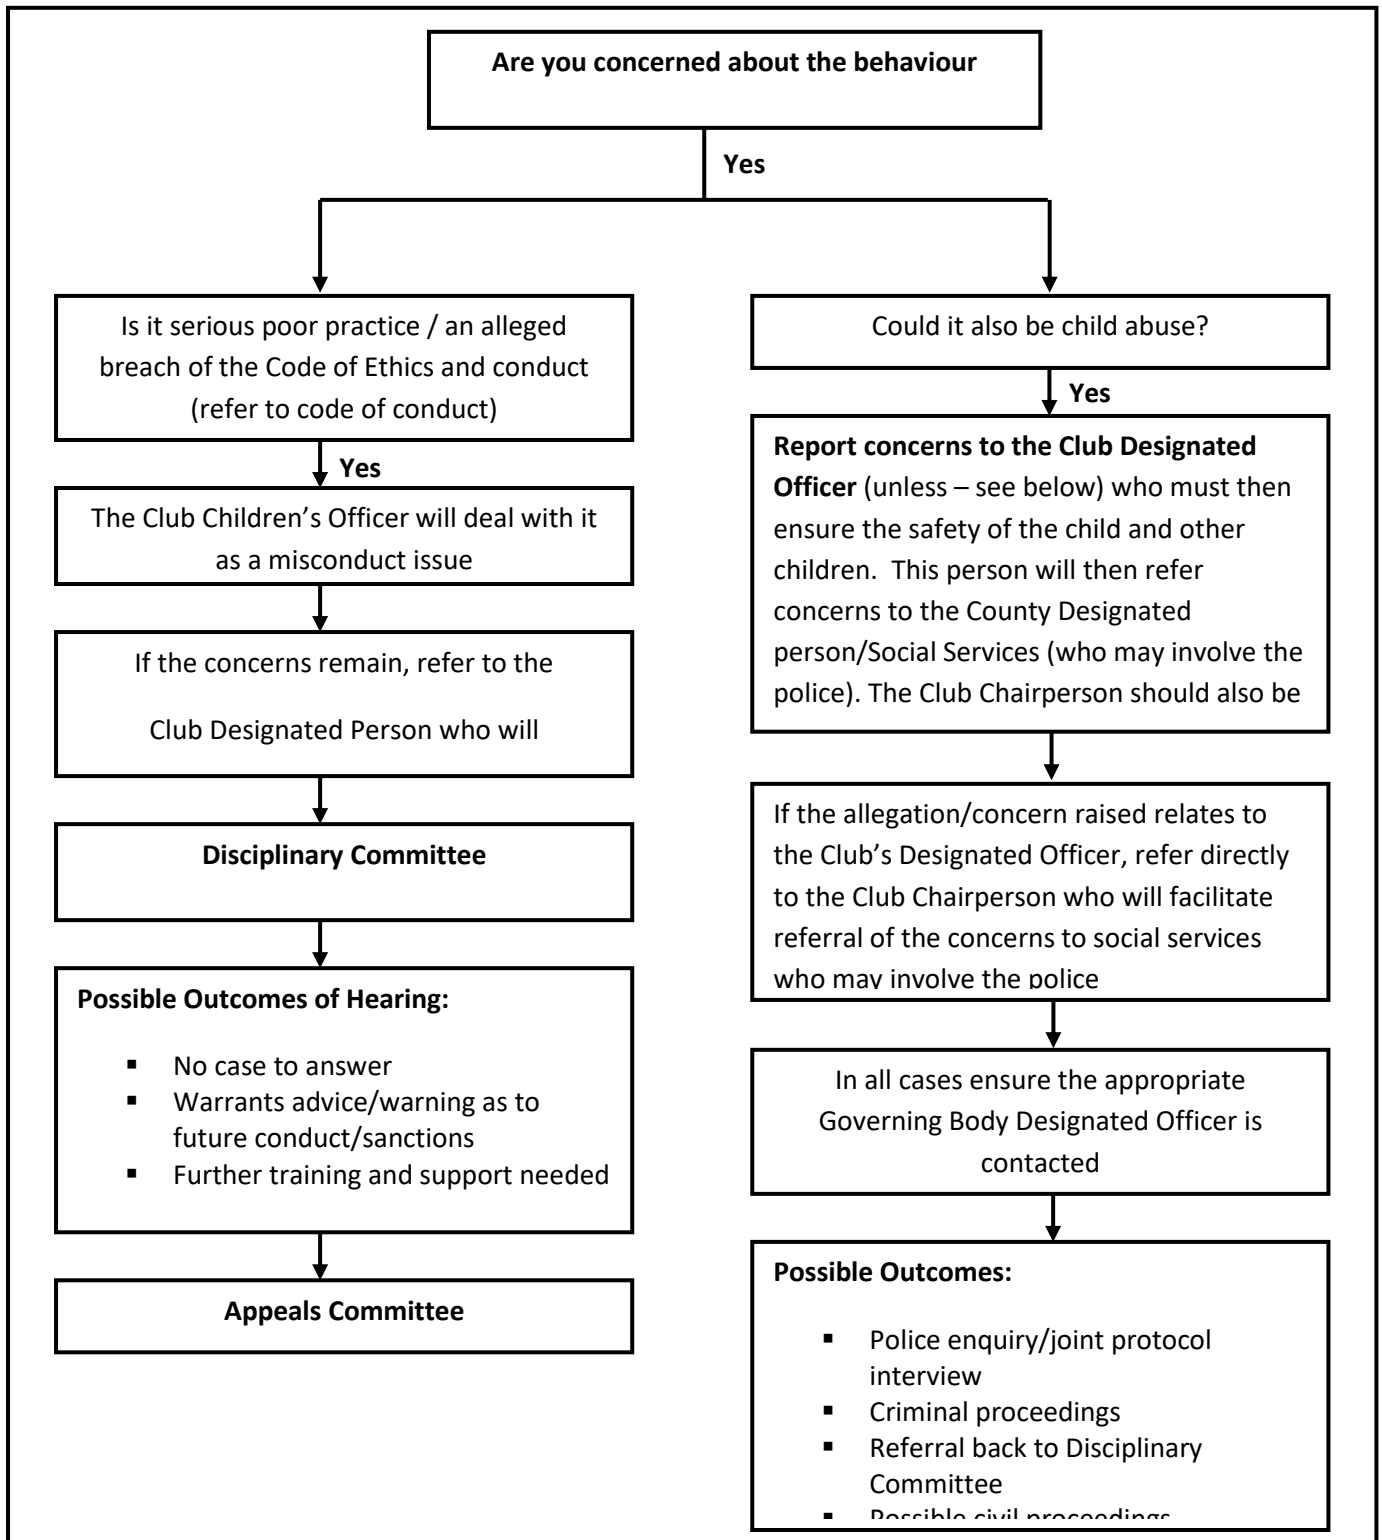 Are you concerned about the behaviour
Yes
Is it serious poor practice / an alleged
breach of the Code of Ethics and conduct
(refer to code of conduct)
Yes
The Club Children’s Officer will deal with it
as a misconduct issue
If the concerns remain, refer to the
Club Designated Person who will
Disciplinary Committee
Possible Outcomes of Hearing:
▪ No case to answer
▪ Warrants advice/warning as to
future conduct/sanctions
▪ Further training and support needed
Appeals Committee
Could it also be child abuse?
Yes
Report concerns to the Club Designated
Officer (unless – see below) who must then
ensure the safety of the child and other
children.  This person will then refer
concerns to the County Designated
person/Social Services (who may involve the
police). The Club Chairperson should also be
If the allegation/concern raised relates to
the Club’s Designated Officer, refer directly
to the Club Chairperson who will facilitate
referral of the concerns to social services
who may involve the police
In all cases ensure the appropriate
Governing Body Designated Officer is
contacted
Possible Outcomes:
▪ Police enquiry/joint protocol
interview
▪ Criminal proceedings
▪ Referral back to Disciplinary
Committee
▪ Possible civil proceedings